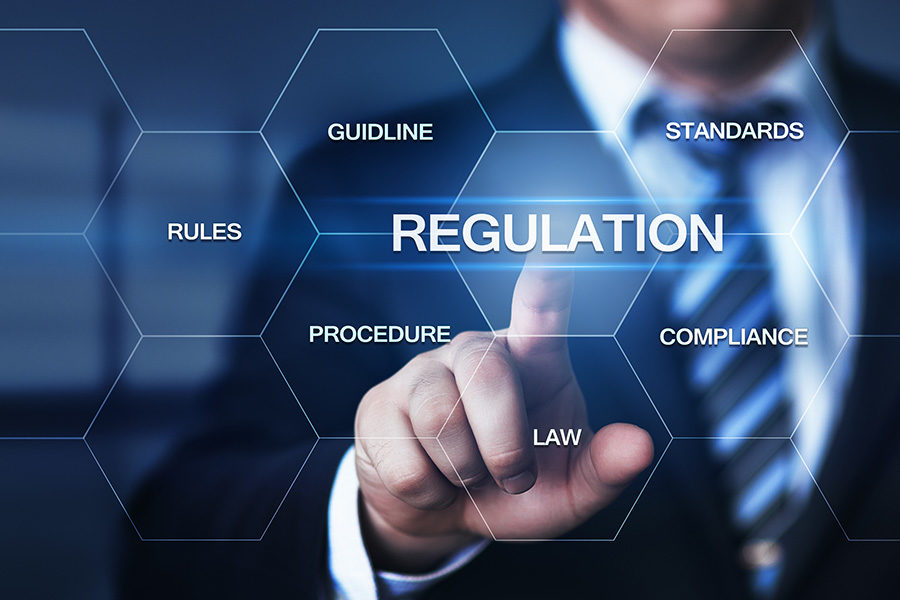 GUIDLINE
STANDARDS
RULES
REGULATION
PROCEDURE
COMPLIANCE
LAW